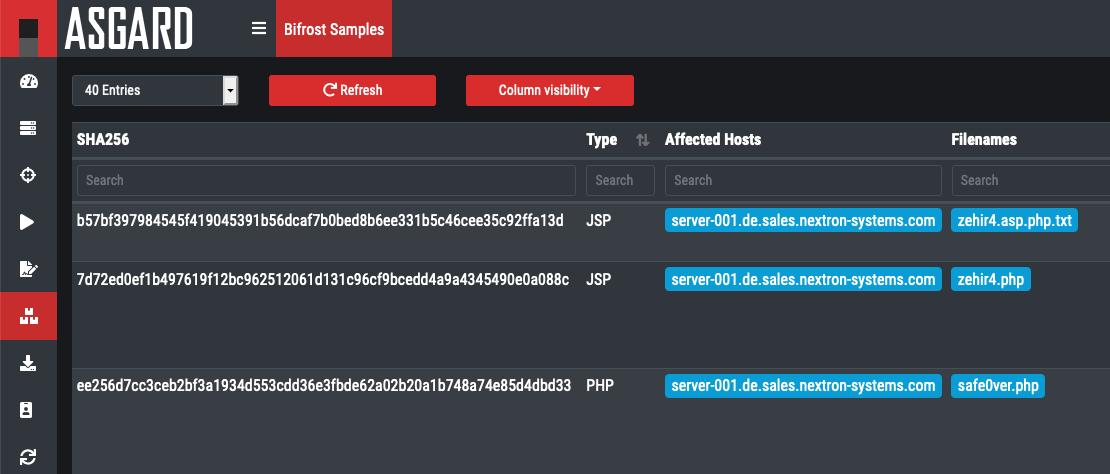 ASGARD
Bifrost Samples
40 Entries
Refresh
Column visibility
SHA256 Type Affected Hosts Filenames
Search Search Search Search
b57bf397984545f419045391b56dcaf7b0bed8b6ee331b5c46cee35c92ffa13d JSP server-001.de.sales.nextron-systems.com zehir4.asp.php.txt
7d72ed0ef1b497619f12bc962512061d131c96cf9bcedd4a9a4345490e0a088c JSP server-001.de.sales.nextron-systems.com zehir4.php
ee256d7cc3ceb2bf3a1934d553cdd36e3fbde62a02b20a1b748a74e85d4dbd33 PHP server-001.de.sales.nextron-systems.com safe0ver.php